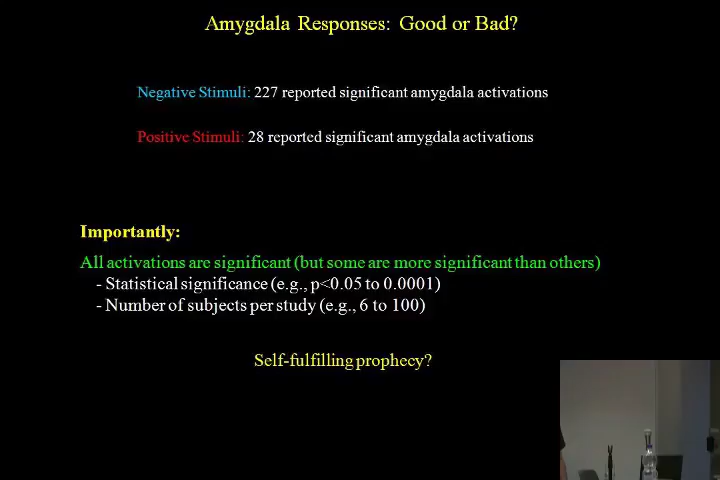 Amygdala Responses: Good or Bad?
Negative Stimuli: 227 reported significant amygdala activations
Positive Stimuli: 28 reported significant amygdala activations
Importantly:
All activations are significant (but some are more significant than others)
- Statistical significance (e.g., p<0.05 to 0.0001)
- Number of subjects per study (e.g., 6 to 100)
Self-fulfilling prophecy?